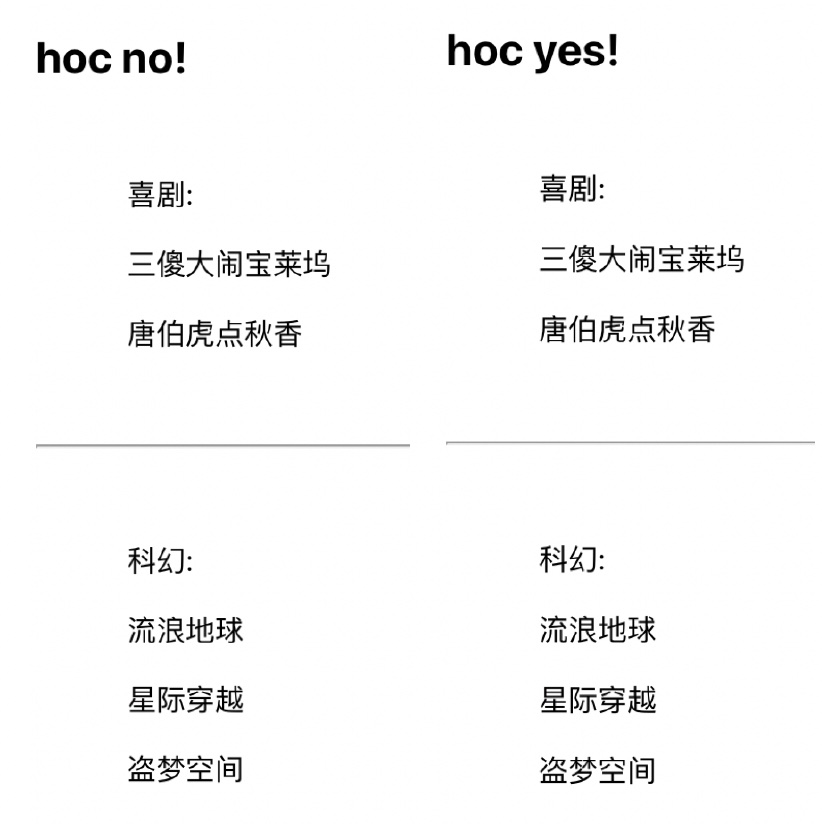 hoc no!
喜剧:
三傻大闹宝莱坞
唐伯虎点秋香
科幻:
流浪地球
星际穿越
盗梦空间
hoc yes!
喜剧:
三傻大闹宝莱坞
唐伯虎点秋香
科幻:
流浪地球
星际穿越
盗梦空间